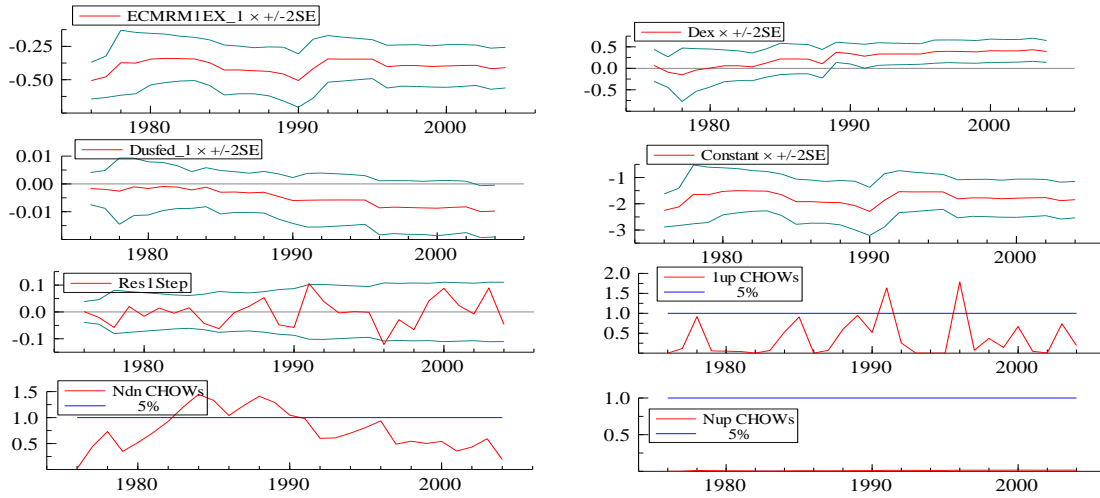 ECMRM1EX_1 × +/-2SE
-0.25
-0.50
1980 1990 2000
Dex × +/-2SE
0.5
0.0
-0.5
1980 1990 2000
Dusfed_1 × +/-2SE
0.01
0.00
-0.01
1980 1990 2000
Constant × +/-2SE
-1
-2
-3
1980 1990 2000
Res1Step
0.1
0.0
-0.1
1980 1990 2000
1up CHOWs
5%
2.0
1.5
1.0
0.5
1980 1990 2000
Ndn CHOWs
5%
1.5
1.0
0.5
1980 1990 2000
Nup CHOWs
5%
1.0
0.5
1980 1990 2000